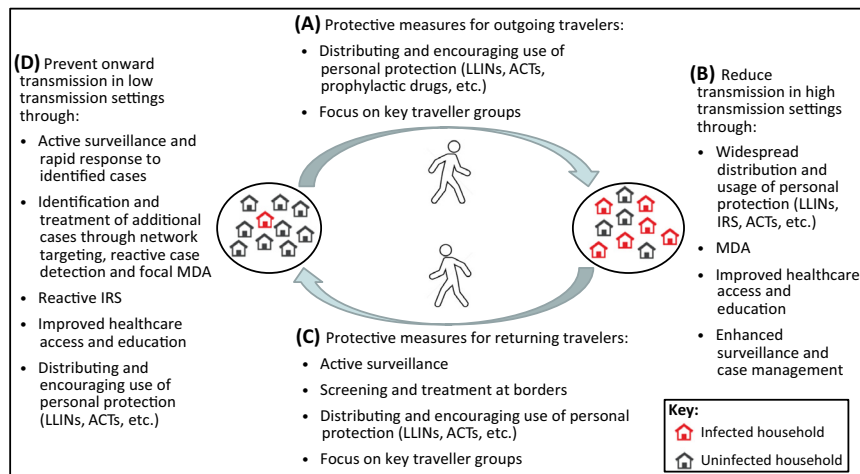 (A) Protective measures for outgoing travelers:
• Distributing and encouraging use of
personal protection (LLINs, ACTs,
prophylactic drugs, etc.)
• Focus on key traveller groups
(D) Prevent onward
transmission in low
transmission settings
through:
• Active surveillance and
rapid response to
identified cases
• Identification and
treatment of additional
cases through network
targeting, reactive case
detection and focal MDA
• Reactive IRS
• Improved healthcare
access and education
• Distributing and
encouraging use of
personal protection
(LLINs, ACTs, etc.)
(B) Reduce
transmission in high
transmission settings
through:
• Widespread
distribution and
usage of personal
protection (LLINs,
IRS, ACTs, etc.)
• MDA
• Improved healthcare
access and
education
• Enhanced
surveillance and
case management
(C) Protective measures for returning travelers:
• Active surveillance
• Screening and treatment at borders
• Distributing and encouraging use of personal
protection (LLINs, ACTs, etc.)
• Focus on key traveller groups
Key:
Infected household
Uninfected household